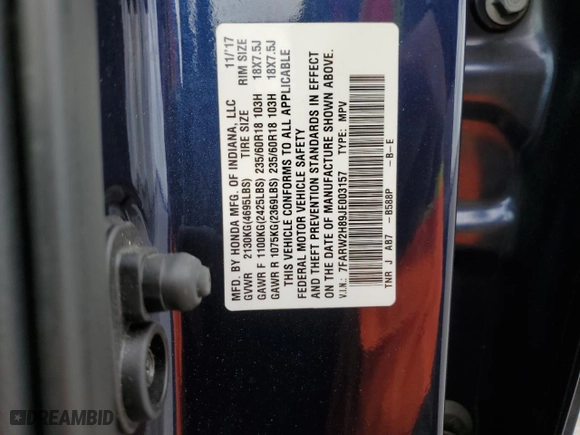 MFD. BY HONDA MFG. OF INDIANA, LLC 11/'17
GVWR 2130KG(4695LBS) TIRE SIZE RIM SIZE
GAWR F 1100KG(2425LBS) 235/60R18 103H 18X7.5J
GAWR R 1075KG(2369LBS) 235/60R18 103H 18X7.5J
THIS VEHICLE CONFORMS TO ALL APPLICABLE
FEDERAL MOTOR VEHICLE SAFETY
AND THEFT PREVENTION STANDARDS IN EFFECT
ON THE DATE OF MANUFACTURE SHOWN ABOVE.
V.I.N.: 7FARW2H89JE003157 TYPE: MPV
TNR J AB7 -B588P -B-E
DREAMBID